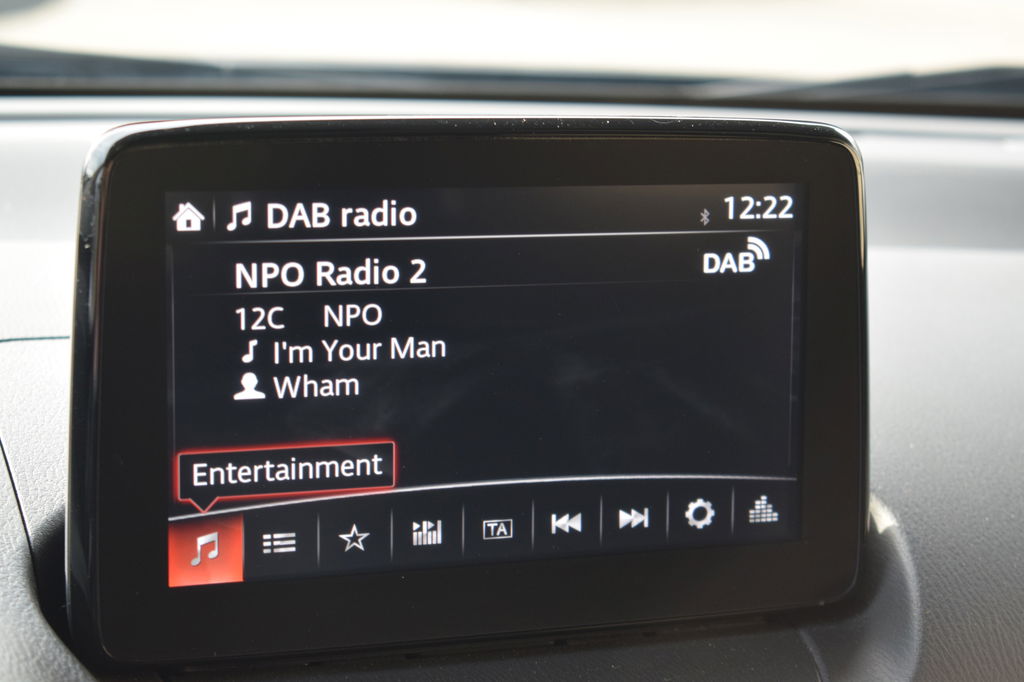 DAB radio 12:22
NPO Radio 2 DAB
12C NPO
I'm Your Man
Wham
Entertainment
TA